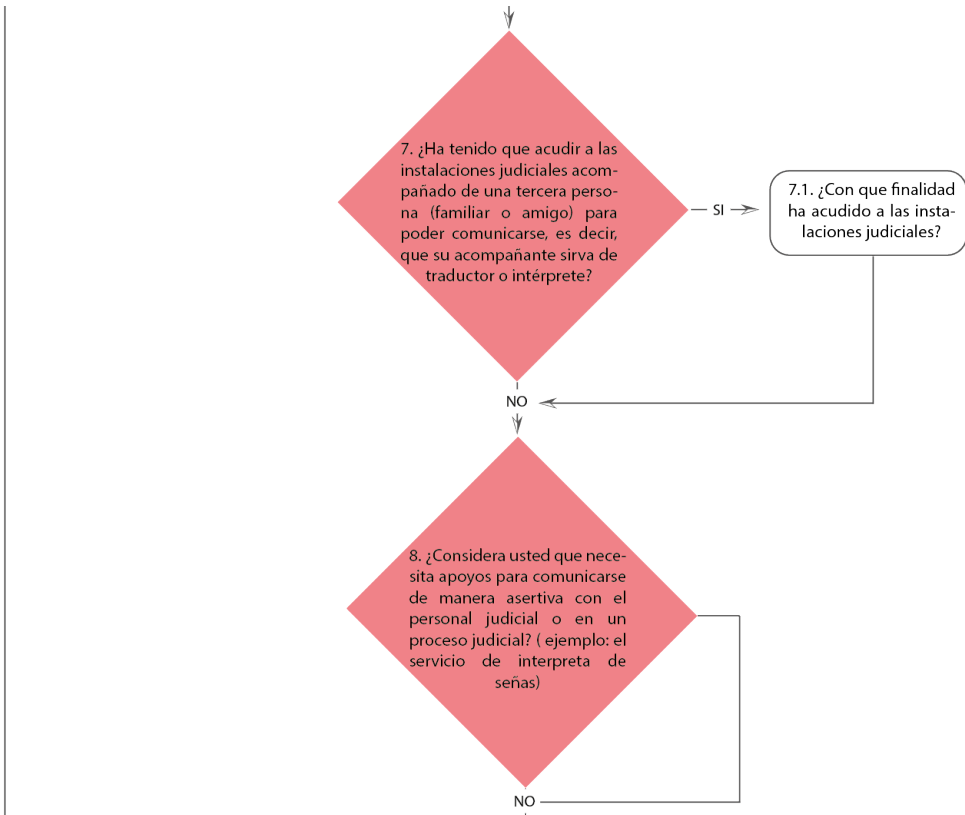 7. ¿Ha tenido que acudir a las
instalaciones judiciales acom-
pañado de una tercera perso-
na (familiar o amigo) para
poder comunicarse, es decir,
que su acompañante sirva de
traductor o intérprete?
SI
7.1. ¿Con que finalidad
ha acudido a las insta-
laciones judiciales?
NO
8. ¿Considera usted que nece-
sita apoyos para comunicarse
de manera asertiva con el
personal judicial o en un
proceso judicial? ( ejemplo: el
servicio de interpreta de
señas)
NO